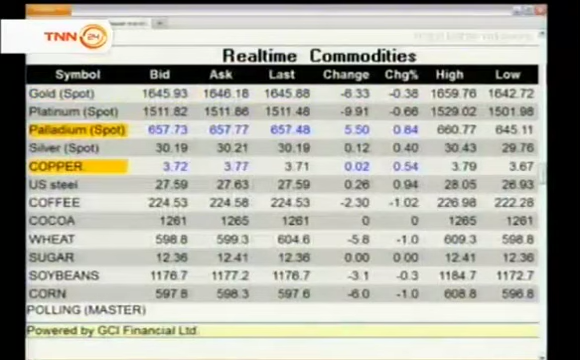 TNN 24
Realtime Commodities
Symbol Bid Ask Last Change Chg% High Low
Gold (Spot) 1645.93 1646.18 1645.88 -6.33 -0.38 1659.76 1642.72
Platinum (Spot) 1511.82 1511.86 1511.48 -9.91 -0.66 1529.02 1501.98
Palladium (Spot) 657.73 657.77 657.48 5.50 0.84 660.77 645.11
Silver (Spot) 30.19 30.21 30.19 0.12 0.40 30.43 29.76
COPPER 3.72 3.77 3.71 0.02 0.54 3.79 3.67
US steel 27.59 27.63 27.59 0.26 0.94 28.05 26.93
COFFEE 224.53 224.58 224.53 -2.30 -1.02 226.98 222.28
COCOA 1261 1265 1261 0 0 1265 1261
WHEAT 598.8 599.3 604.6 -5.8 -1.0 609.3 598.8
SUGAR 12.36 12.41 12.36 0.00 0.00 12.41 12.36
SOYBEANS 1176.7 1177.2 1176.7 -3.1 -0.3 1184.7 1172.7
CORN 597.8 598.3 597.6 -6.0 -1.0 608.8 596.8
POLLING (MASTER)
Powered by GCI Financial Ltd.